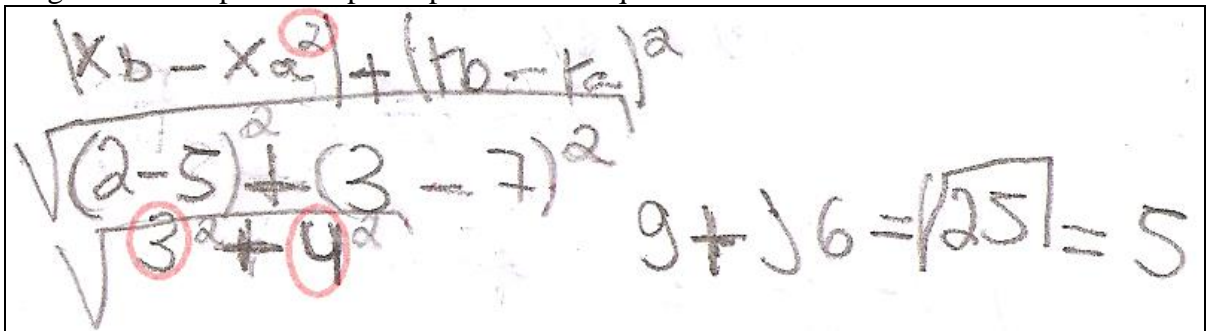 |Xb - Xa²| + (Yb - Ya)²
√(2-5)² + (3 - 7)²
√3² + 4² 9 + 16 = √25 = 5